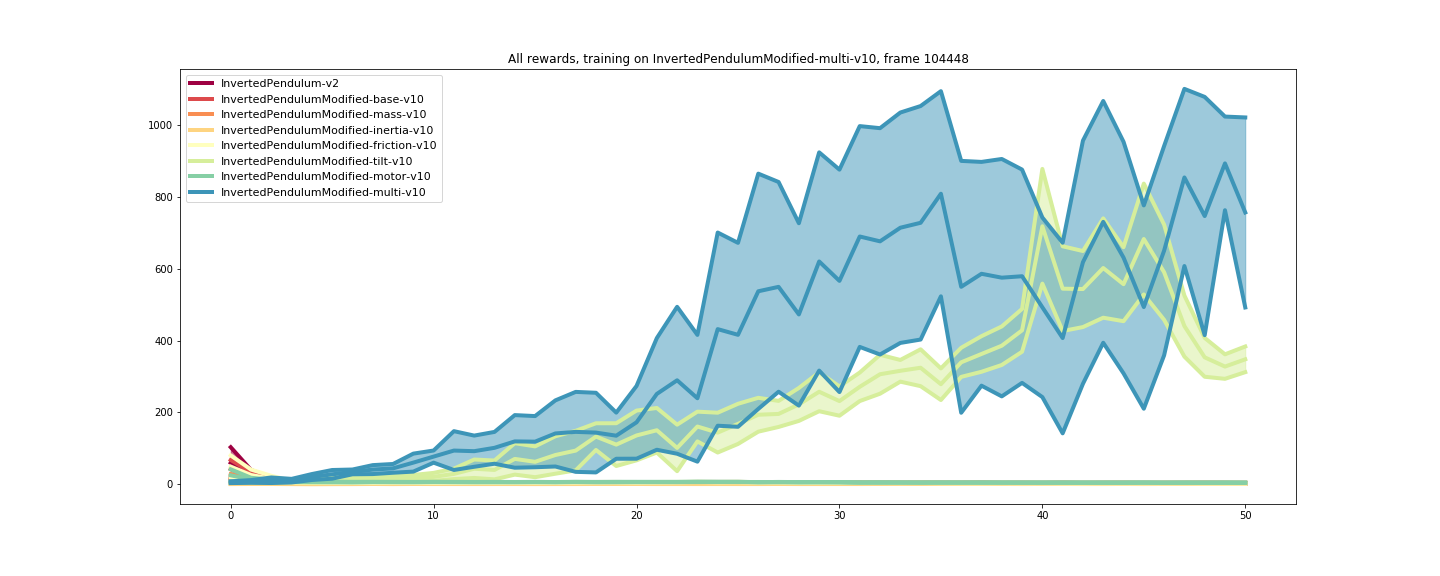 All rewards, training on InvertedPendulumModified-multi-v10, frame 104448
InvertedPendulum-v2
InvertedPendulumModified-base-v10
InvertedPendulumModified-mass-v10
InvertedPendulumModified-inertia-v10
InvertedPendulumModified-friction-v10
InvertedPendulumModified-tilt-v10
InvertedPendulumModified-motor-v10
InvertedPendulumModified-multi-v10
1000
800
600
400
200
0
0 10 20 30 40 50